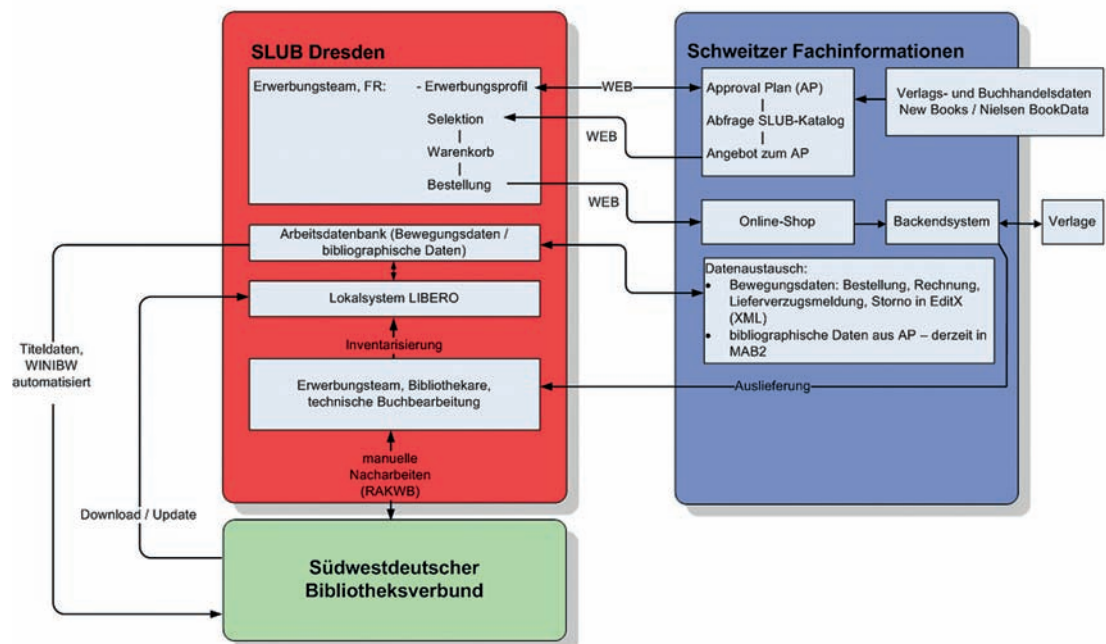 SLUB Dresden
Erwerbungsteam, FR:
- Erwerbungsprofil
Selektion
Warenkorb
Bestellung
WEB
WEB
WEB
Schweitzer Fachinformationen
Approval Plan (AP)
Abfrage SLUB-Katalog
Angebot zum AP
Verlags- und Buchhandelsdaten
New Books / Nielsen BookData
Online-Shop
Backendsystem
Verlage
Arbeitsdatenbank (Bewegungsdaten /
bibliographische Daten)
Lokalsystem LIBERO
Inventarisierung
Erwerbungsteam, Bibliothekare,
technische Buchbearbeitung
Datenaustausch:
• Bewegungsdaten: Bestellung, Rechnung,
Lieferverzugsmeldung, Storno in EditX
(XML)
• bibliographische Daten aus AP – derzeit in
MAB2
Auslieferung
Titeldaten,
WINIBW
automatisiert
manuelle
Nacharbeiten
(RAKWB)
Download / Update
Südwestdeutscher
Bibliotheksverbund